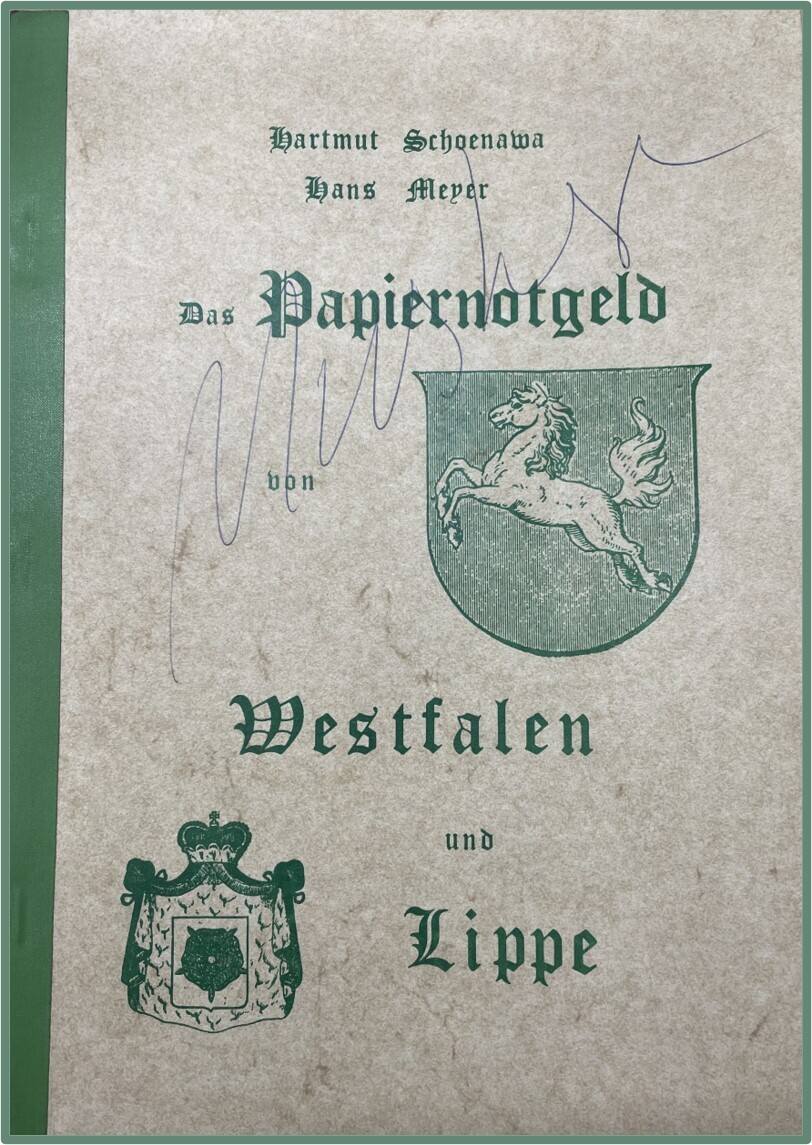 Hartmut Schoenawa
Hans Meyer
Das Papiernotgeld
von
Westfalen
und
Lippe